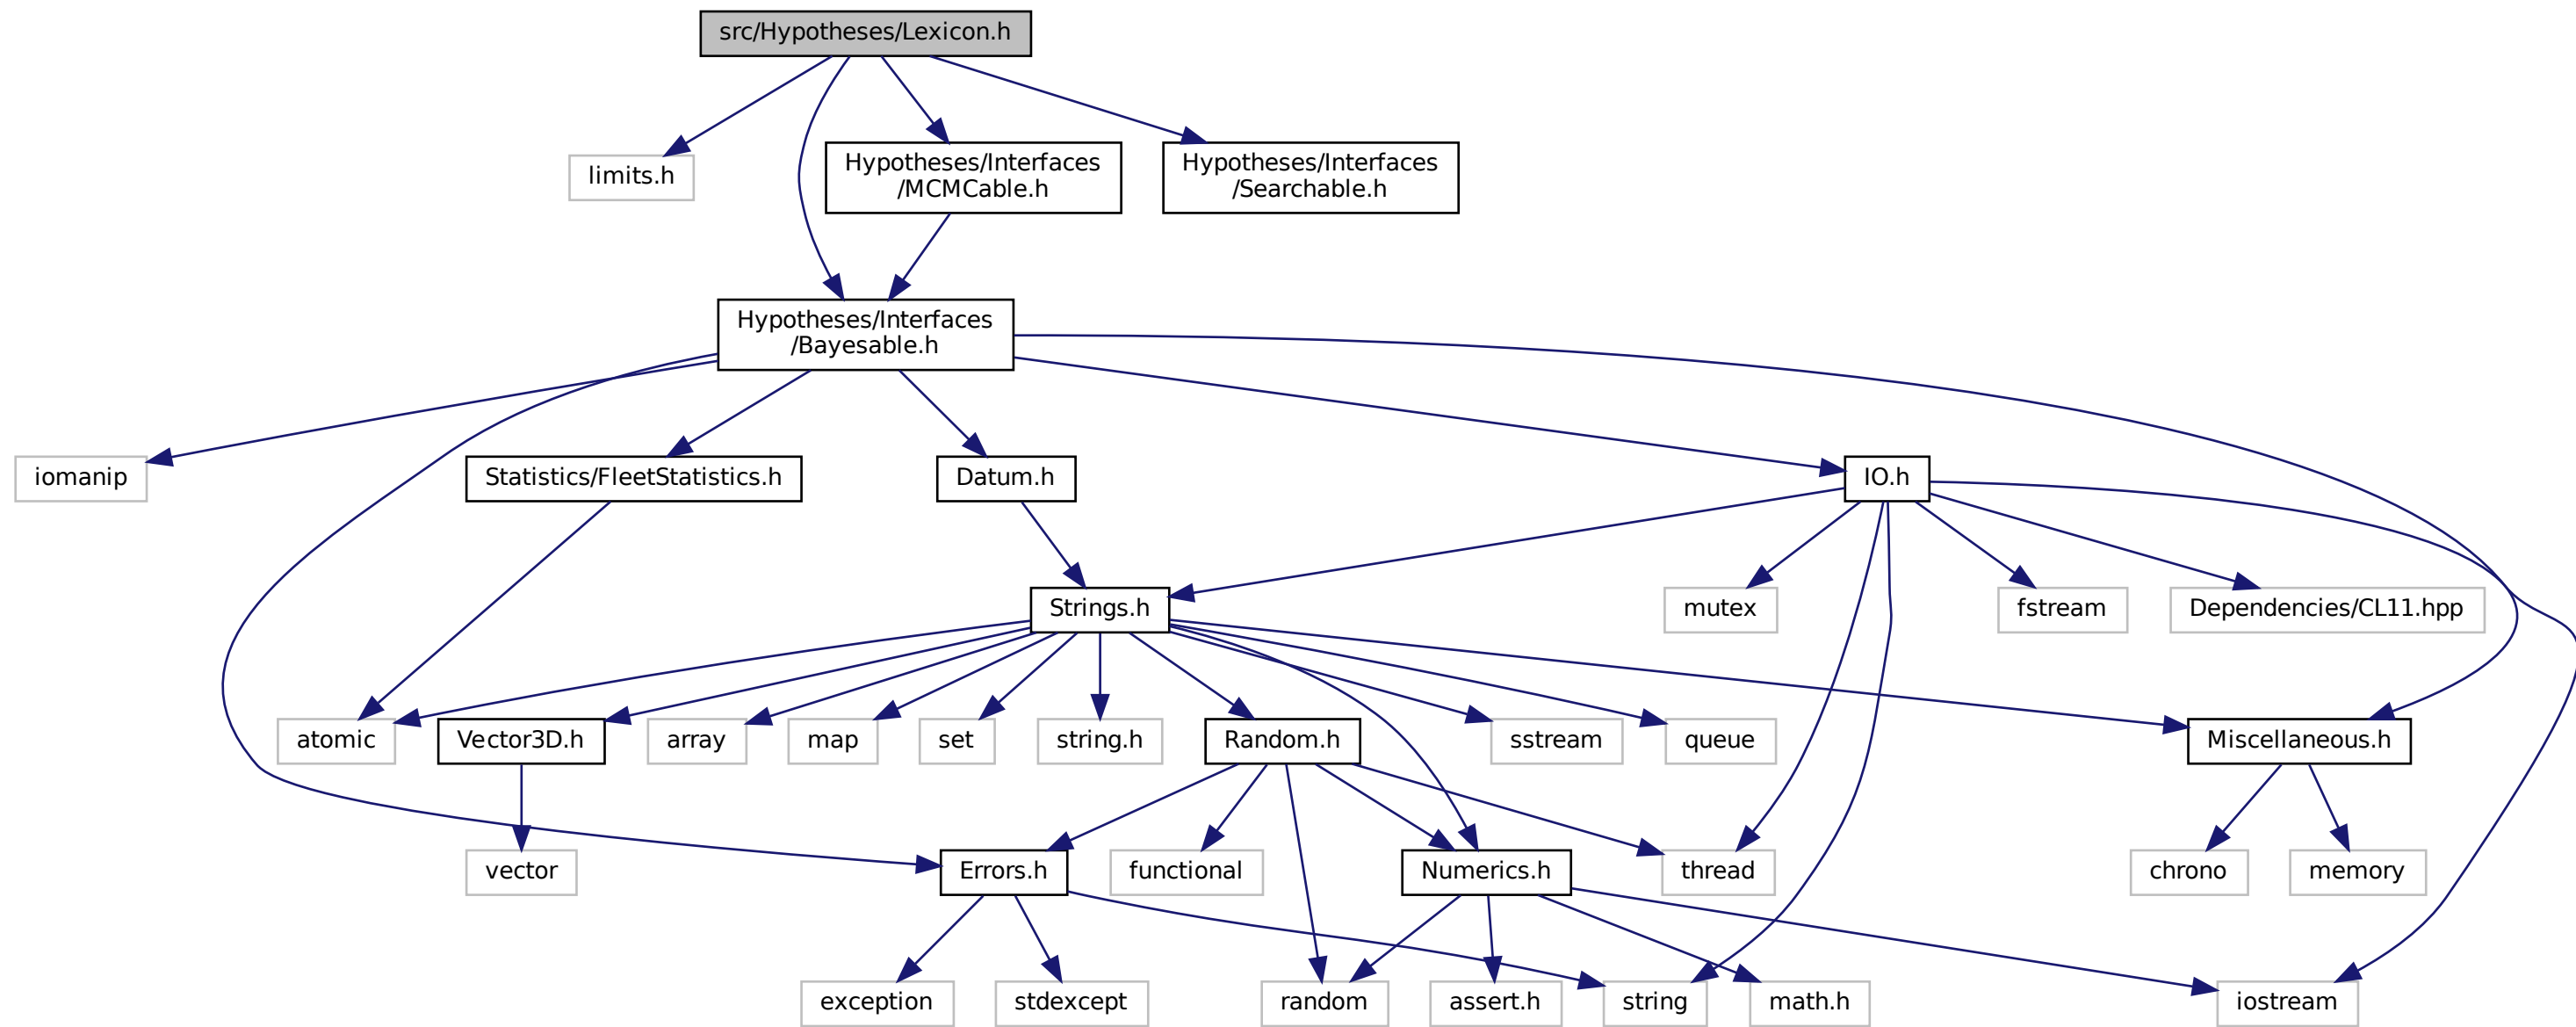 src/Hypotheses/Lexicon.h
limits.h
Hypotheses/Interfaces
/MCMCable.h
Hypotheses/Interfaces
/Searchable.h
Hypotheses/Interfaces
/Bayesable.h
iomanip
Statistics/FleetStatistics.h
Datum.h
IO.h
Strings.h
mutex
fstream
Dependencies/CL11.hpp
atomic
Vector3D.h
array
map
set
string.h
Random.h
sstream
queue
Miscellaneous.h
vector
Errors.h
functional
Numerics.h
thread
chrono
memory
exception
stdexcept
random
assert.h
string
math.h
iostream